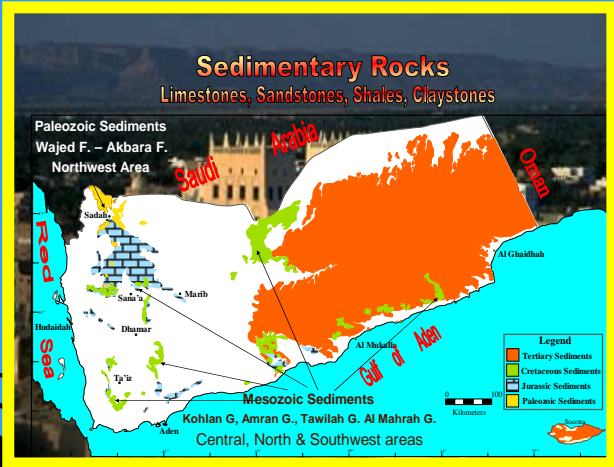 Sedimentary Rocks
Limestones, Sandstones, Shales, Claystones
Paleozoic Sediments
Wajed F. – Akbara F.
Northwest Area
Saudi Arabia
Oman
Red Sea
Sadah
Al Ghaidhah
Marib
Sana'a
Hudaidah
Dhamar
Al Mukalla
Gulf of Aden
Ta'iz
Aden
Legend
Tertiary Sediments
Cretaceous Sediments
Jurassic Sediments
Paleozoic Sediments
0 100
Kilometers
Mesozoic Sediments
Kohlan G, Amran G., Tawilah G. Al Mahrah G.
Central, North & Southwest areas
Socotra